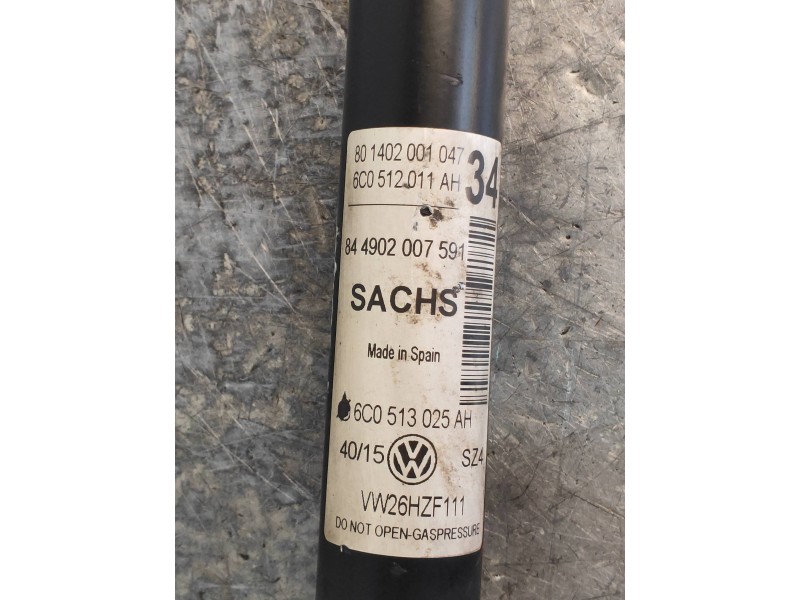 80 1402 001 047
6C0 512 011 AH
34
84 4902 007 591
SACHS
Made in Spain
6C0 513 025 AH
40/15 VW SZ4
VW26HZF111
DO NOT OPEN-GASPRESSURE